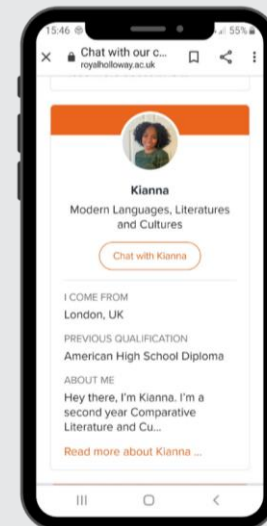 15:46
55%
Chat with our c...
royalholloway.ac.uk
Kianna
Modern Languages, Literatures
and Cultures
Chat with Kianna
I COME FROM
London, UK
PREVIOUS QUALIFICATION
American High School Diploma
ABOUT ME
Hey there, I'm Kianna. I'm a
second year Comparative
Literature and Cu...
Read more about Kianna ...